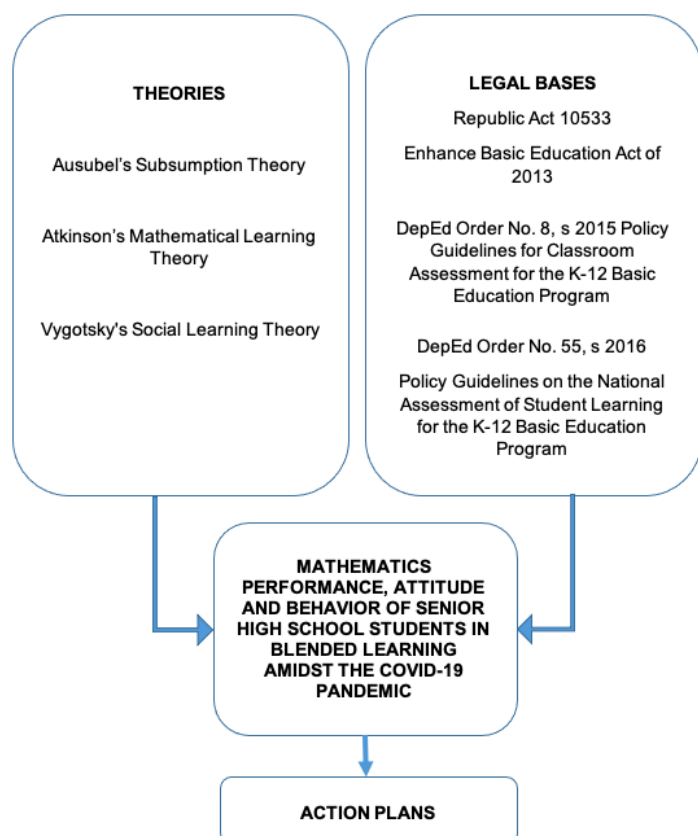 THEORIES
Ausubel's Subsumption Theory
Atkinson's Mathematical Learning
Theory
Vygotsky's Social Learning Theory
LEGAL BASES
Republic Act 10533
Enhance Basic Education Act of
2013
DepEd Order No. 8, s 2015 Policy
Guidelines for Classroom
Assessment for the K-12 Basic
Education Program
DepEd Order No. 55, s 2016
Policy Guidelines on the National
Assessment of Student Learning
for the K-12 Basic Education
Program
MATHEMATICS
PERFORMANCE, ATTITUDE
AND BEHAVIOR OF SENIOR
HIGH SCHOOL STUDENTS IN
BLENDED LEARNING
AMIDST THE COVID-19
PANDEMIC
ACTION PLANS